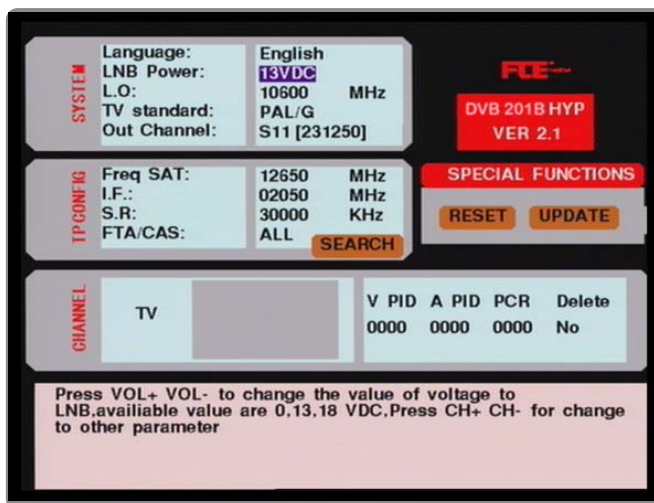 SYSTEM
Language: English
LNB Power: 13VDC
L.O: 10600 MHz
TV standard: PAL/G
Out Channel: S11 [231250]
FTE
DVB 201B HYP
VER 2.1
TP CONFIG
Freq SAT: 12650 MHz
I.F.: 02050 MHz
S.R: 30000 KHz
FTA/CAS: ALL
SEARCH
SPECIAL FUNCTIONS
RESET UPDATE
CHANNEL
TV
V PID A PID PCR Delete
0000 0000 0000 No
Press VOL+ VOL- to change the value of voltage to
LNB,availiable value are 0,13,18 VDC,Press CH+ CH- for change
to other parameter